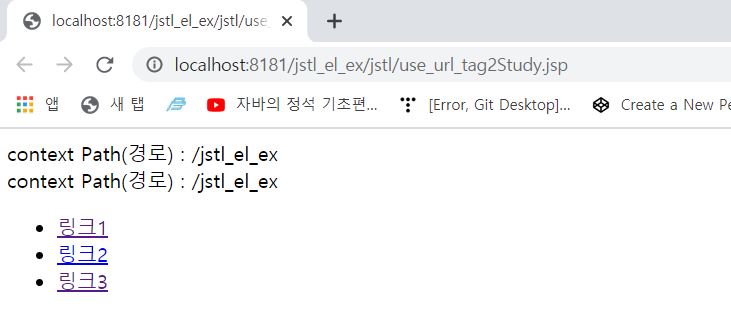 localhost:8181/jstl_el_ex/jstl/use_
localhost:8181/jstl_el_ex/jstl/use_url_tag2Study.jsp
앱 새 탭 자바의 정석 기초편... [Error, Git Desktop]... Create a New Pe
context Path(경로) : /jstl_el_ex
context Path(경로) : /jstl_el_ex
링크1
링크2
링크3